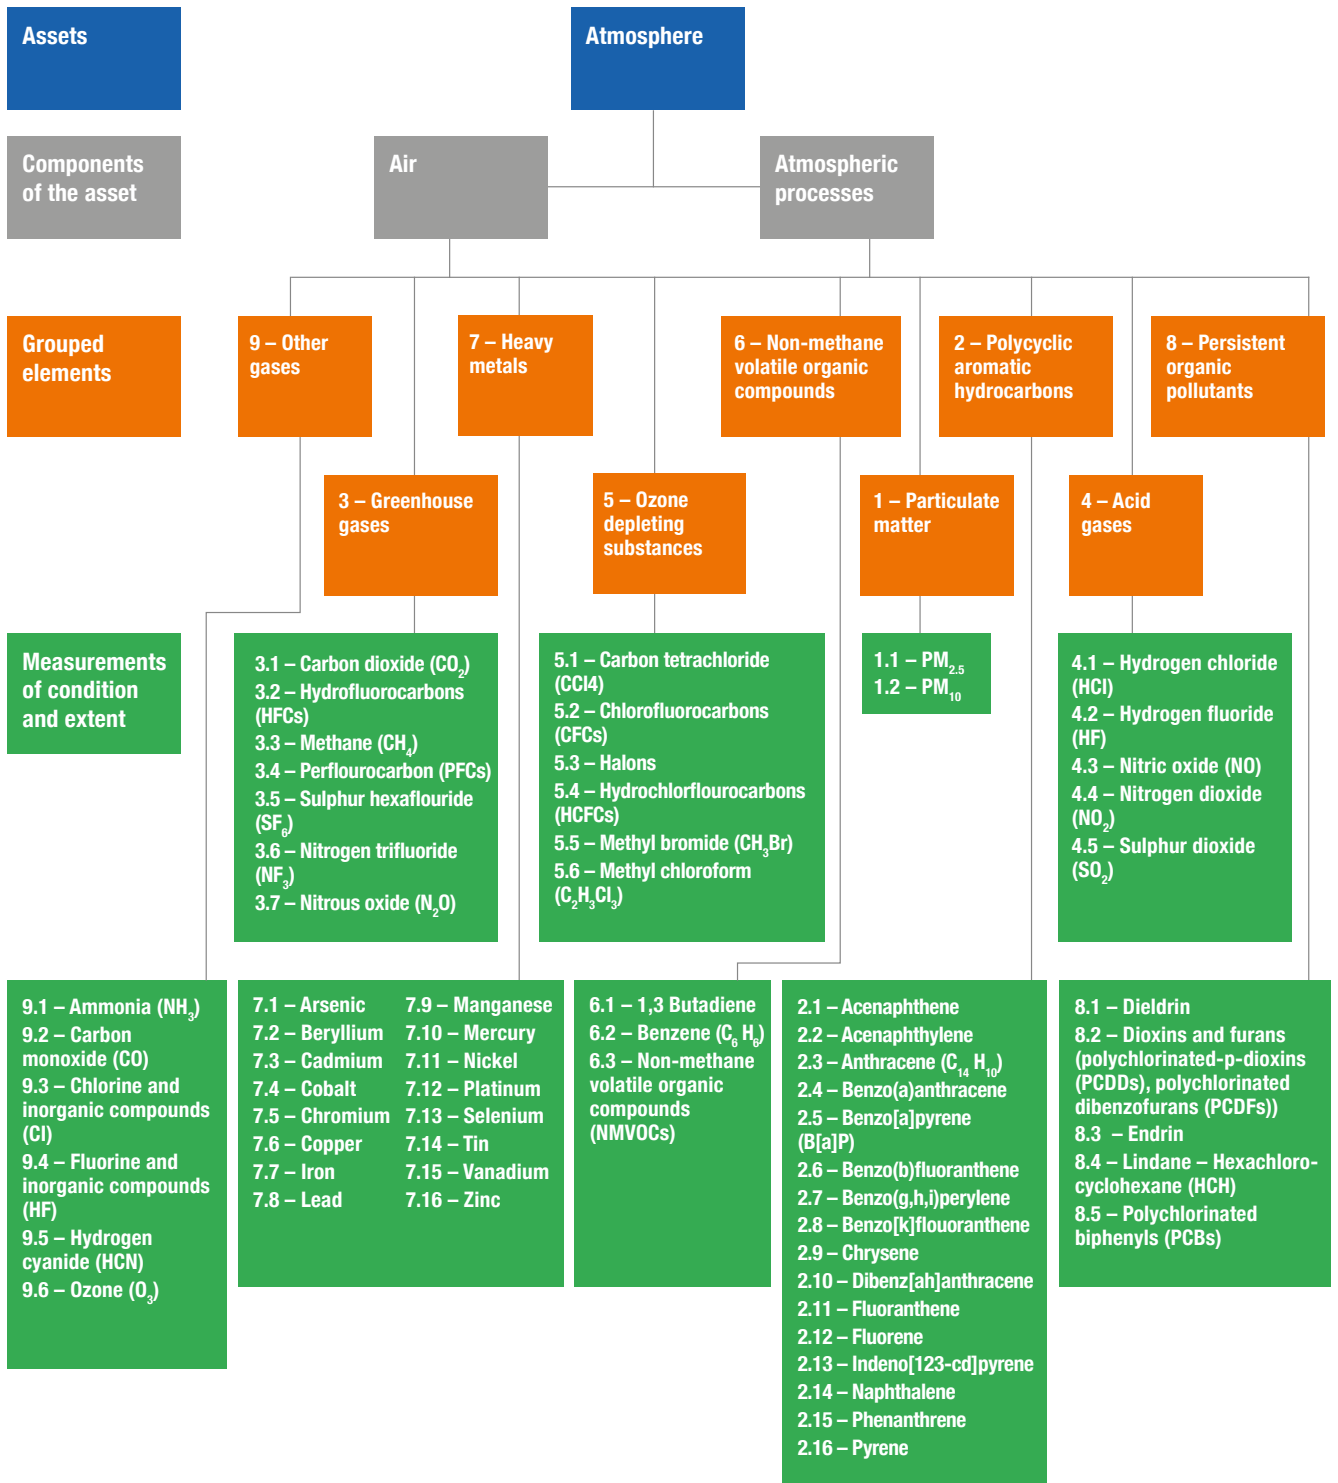 Assets
Atmosphere
Components
of the asset
Air
Atmospheric
processes
Grouped
elements
9 – Other
gases
7 – Heavy
metals
6 – Non-methane
volatile organic
compounds
2 – Polycyclic
aromatic
hydrocarbons
8 – Persistent
organic
pollutants
3 – Greenhouse
gases
5 – Ozone
depleting
substances
1 – Particulate
matter
4 – Acid
gases
Measurements
of condition
and extent
3.1 – Carbon dioxide (CO₂)
3.2 – Hydrofluorocarbons
(HFCs)
3.3 – Methane (CH₄)
3.4 – Perflourocarbon (PFCs)
3.5 – Sulphur hexaflouride
(SF₆)
3.6 – Nitrogen trifluoride
(NF₃)
3.7 – Nitrous oxide (N₂O)
5.1 – Carbon tetrachloride
(CCl4)
5.2 – Chlorofluorocarbons
(CFCs)
5.3 – Halons
5.4 – Hydrochlorflourocarbons
(HCFCs)
5.5 – Methyl bromide (CH₃Br)
5.6 – Methyl chloroform
(C₂H₃Cl₃)
1.1 – PM₂.₅
1.2 – PM₁₀
4.1 – Hydrogen chloride
(HCl)
4.2 – Hydrogen fluoride
(HF)
4.3 – Nitric oxide (NO)
4.4 – Nitrogen dioxide
(NO₂)
4.5 – Sulphur dioxide
(SO₂)
9.1 – Ammonia (NH₃)
9.2 – Carbon
monoxide (CO)
9.3 – Chlorine and
inorganic compounds
(Cl)
9.4 – Fluorine and
inorganic compounds
(HF)
9.5 – Hydrogen
cyanide (HCN)
9.6 – Ozone (O₃)
7.1 – Arsenic
7.2 – Beryllium
7.3 – Cadmium
7.4 – Cobalt
7.5 – Chromium
7.6 – Copper
7.7 – Iron
7.8 – Lead
7.9 – Manganese
7.10 – Mercury
7.11 – Nickel
7.12 – Platinum
7.13 – Selenium
7.14 – Tin
7.15 – Vanadium
7.16 – Zinc
6.1 – 1,3 Butadiene
6.2 – Benzene (C₆ H₆)
6.3 – Non-methane
volatile organic
compounds
(NMVOCs)
2.1 – Acenaphthene
2.2 – Acenaphthylene
2.3 – Anthracene (C₁₄ H₁₀)
2.4 – Benzo(a)anthracene
2.5 – Benzo[a]pyrene
(B[a]P)
2.6 – Benzo(b)fluoranthene
2.7 – Benzo(g,h,i)perylene
2.8 – Benzo[k]flouoranthene
2.9 – Chrysene
2.10 – Dibenz[ah]anthracene
2.11 – Fluoranthene
2.12 – Fluorene
2.13 – Indeno[123-cd]pyrene
2.14 – Naphthalene
2.15 – Phenanthrene
2.16 – Pyrene
8.1 – Dieldrin
8.2 – Dioxins and furans
(polychlorinated-p-dioxins
(PCDDs), polychlorinated
dibenzofurans (PCDFs))
8.3 – Endrin
8.4 – Lindane – Hexachloro-
cyclohexane (HCH)
8.5 – Polychlorinated
biphenyls (PCBs)